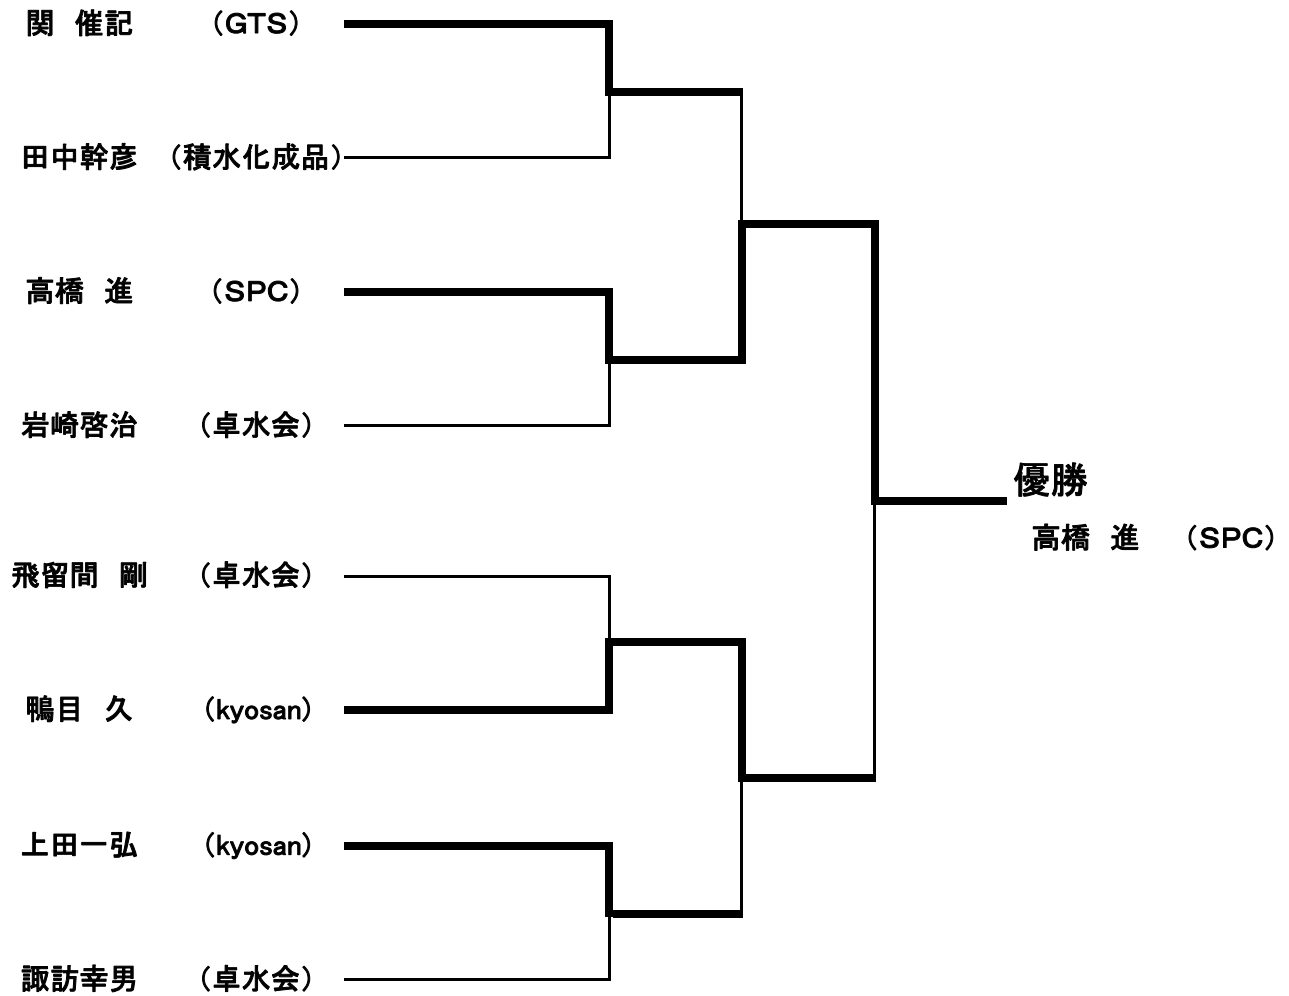 関　催記　（GTS）
田中幹彦　（積水化成品）
高橋　進　（SPC）
岩崎啓治　（卓水会）
優勝
高橋　進　（SPC）
飛留間　剛　（卓水会）
鴨目　久　（kyosan）
上田一弘　（kyosan）
諏訪幸男　（卓水会）